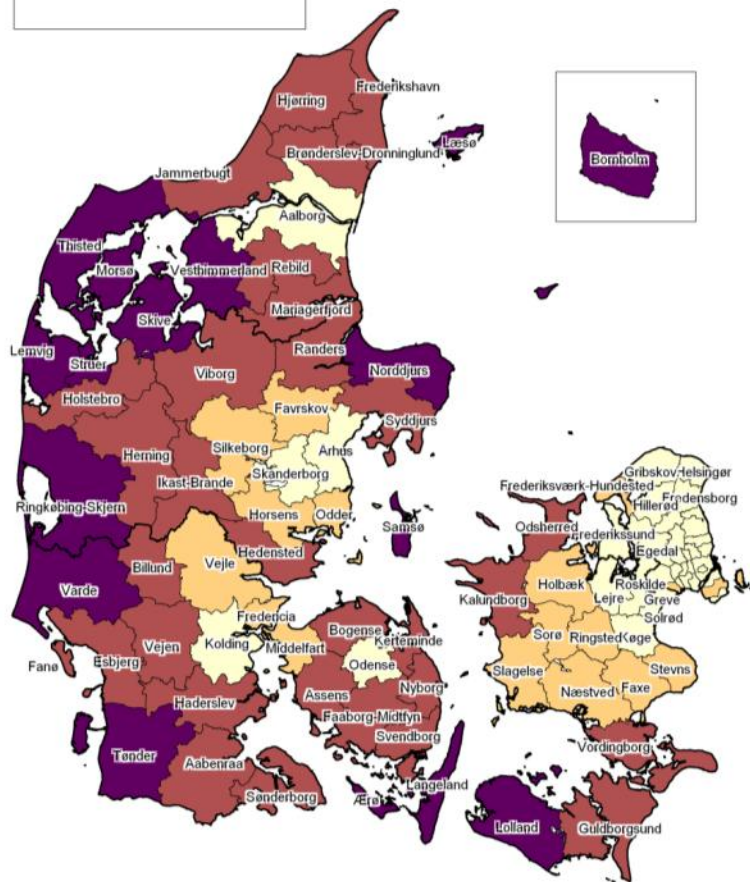 Frederikshavn
Hjørring
Læsø
Brønderslev-Dronninglund
Bornholm
Jammerbugt
Aalborg
Thisted
Morsø
Vesthimmerland
Rebild
Mariagerfjord
Skive
Lemvig
Struer
Randers
Norddjurs
Viborg
Holstebro
Favrskov
Syddjurs
Silkeborg
Århus
Herning
Skanderborg
Ikast-Brande
Ringkøbing-Skjern
Horsens
Odder
Samsø
Hedensted
Gribskov
Helsingør
Frederiksværk-Hundested
Hillerød
Fredensborg
Odsherred
Frederikssund
Egedal
Billund
Vejle
Varde
Holbæk
Roskilde
Kalundborg
Lejre
Greve
Solrød
Fredericia
Bogense
Kerteminde
Vejen
Kolding
Middelfart
Sorø
Ringsted
Køge
Fanø
Esbjerg
Odense
Slagelse
Stevns
Nyborg
Næstved
Faxe
Haderslev
Assens
Faaborg-Midtfyn
Svendborg
Vordingborg
Tønder
Aabenraa
Langeland
Sønderborg
Ærø
Lolland
Guldborgsund